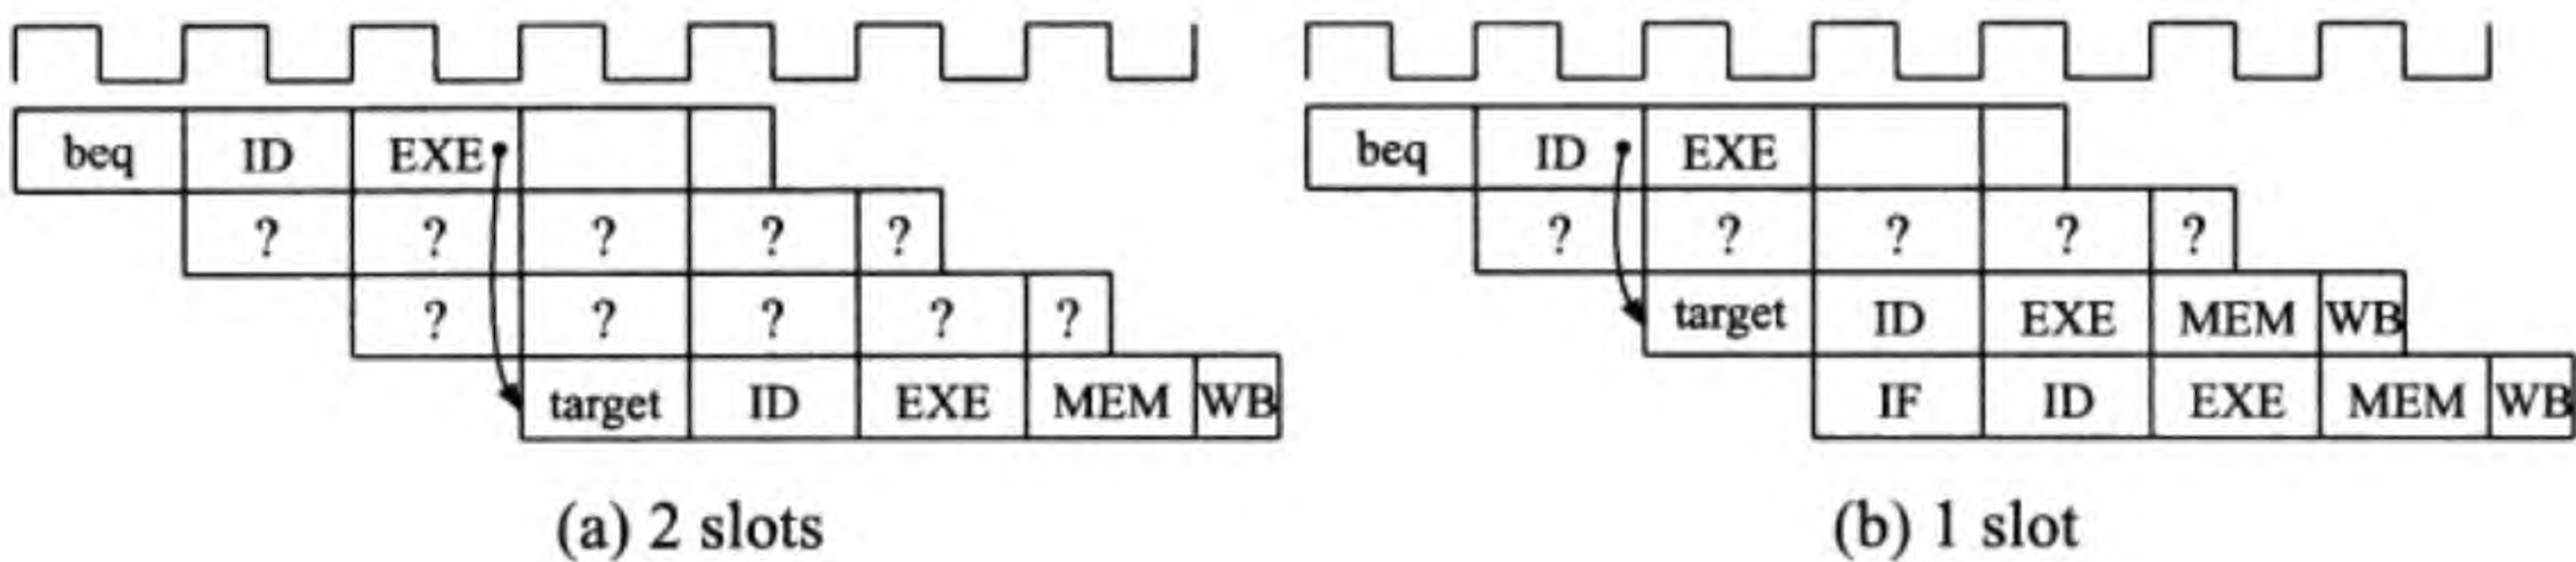 beq ID EXE
? ? ? ? ?
? ? ? ? ?
target ID EXE MEM WB
(a) 2 slots
beq ID EXE
? ? ? ? ?
target ID EXE MEM WB
IF ID EXE MEM WB
(b) 1 slot